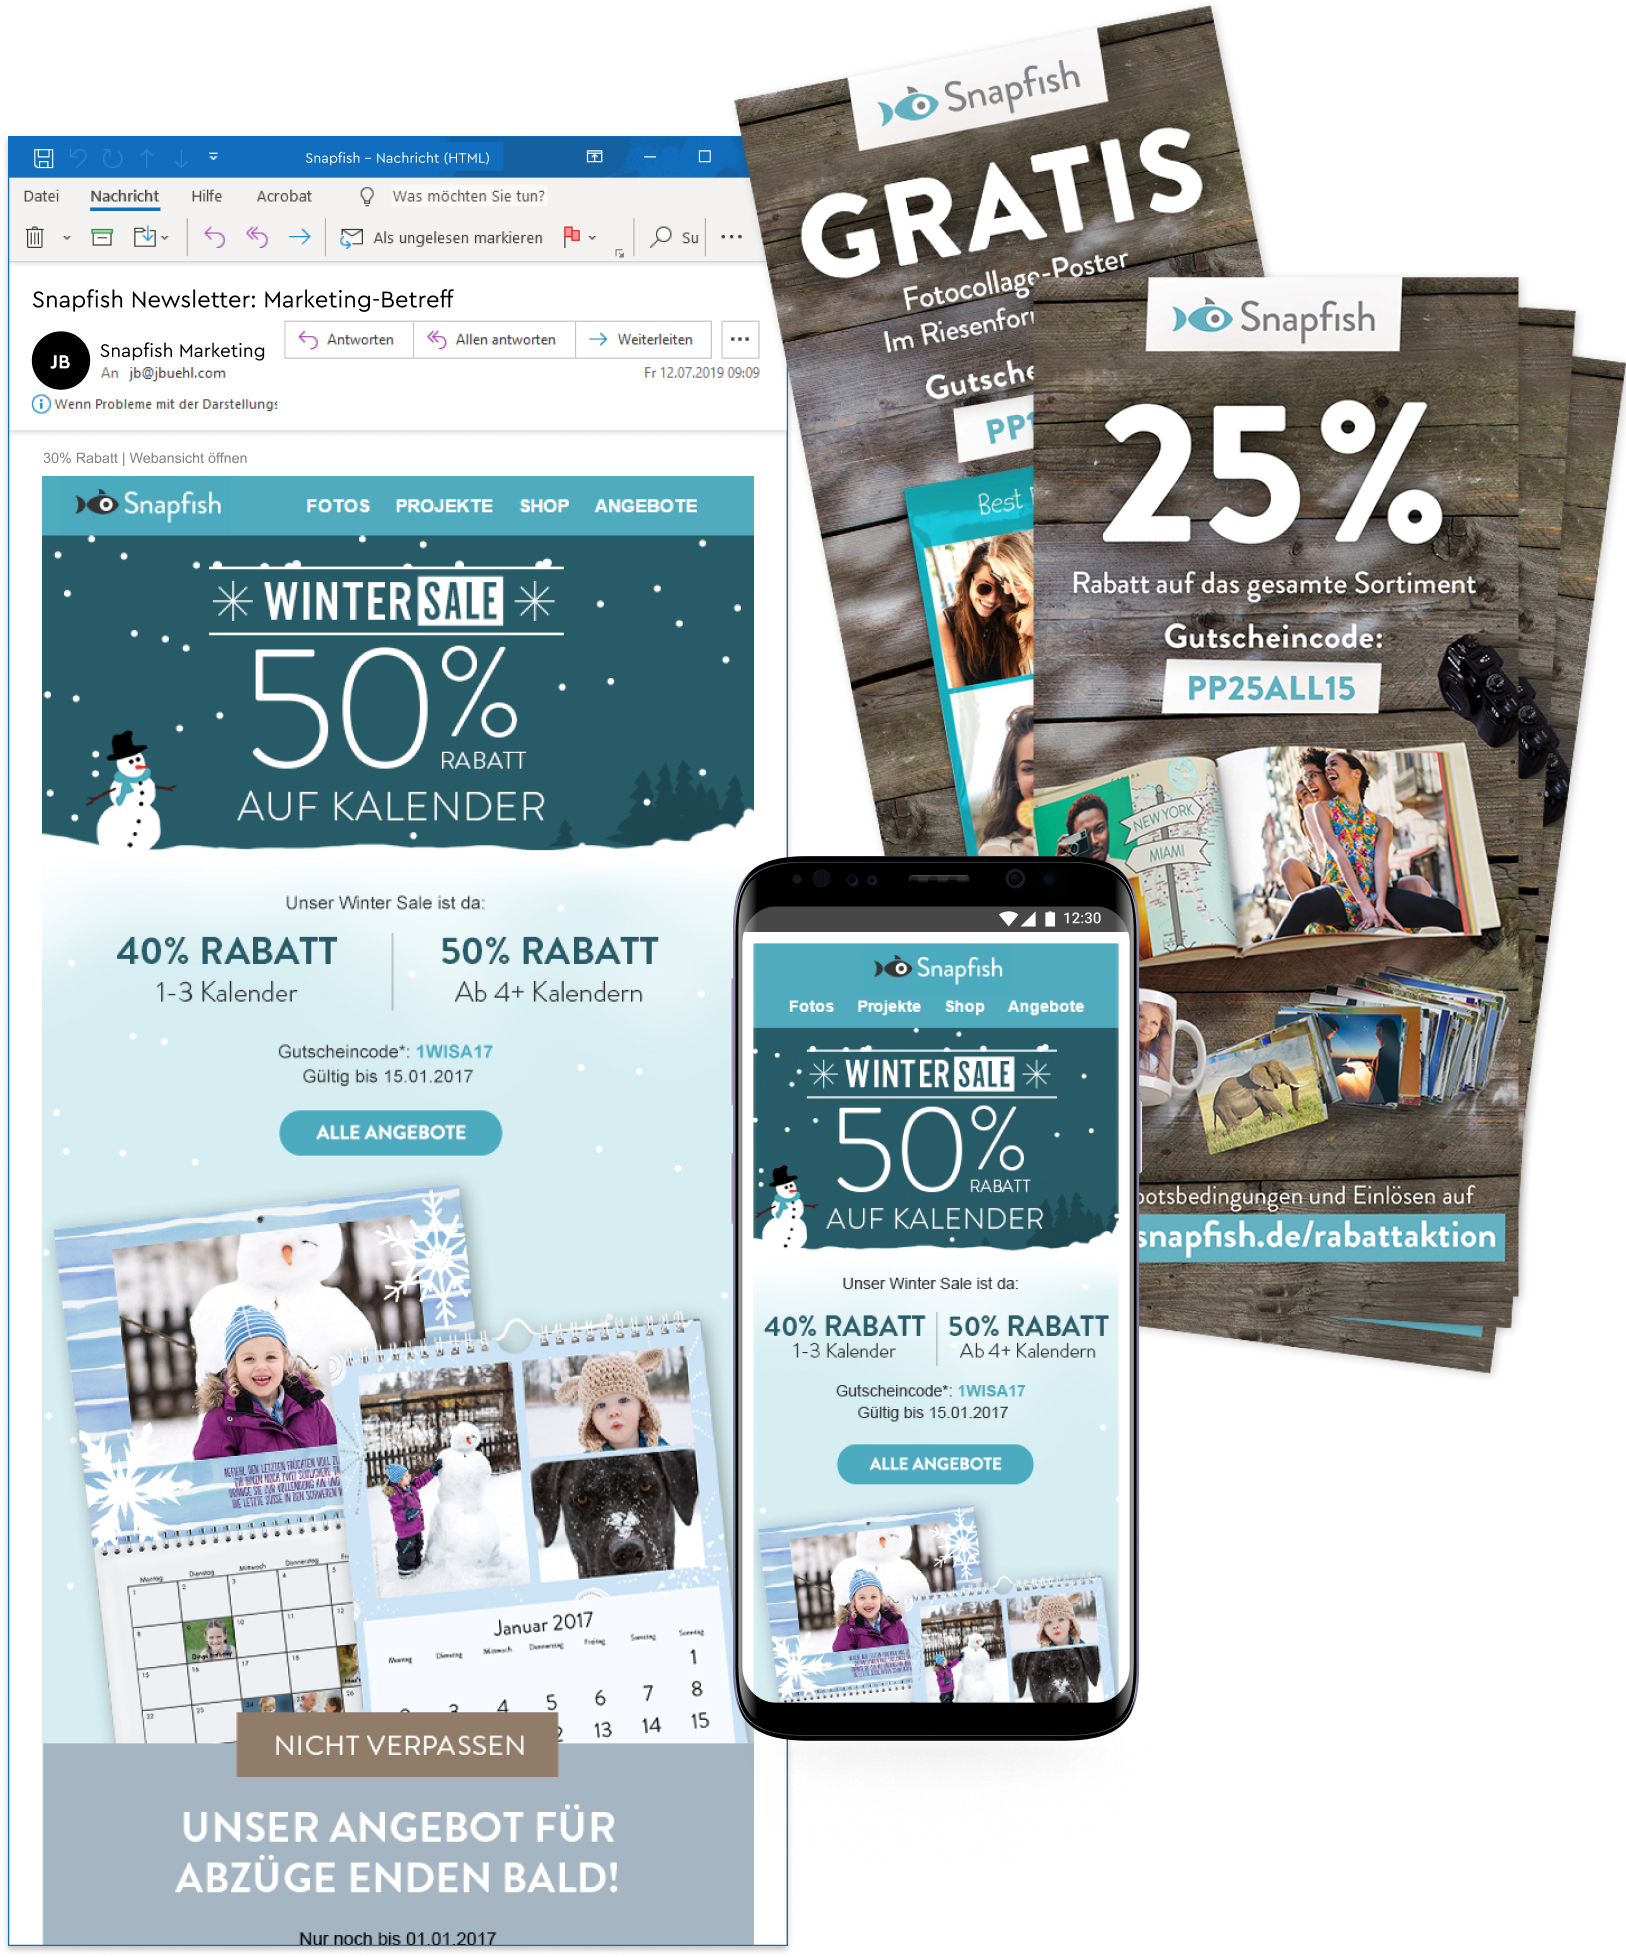 Snapfish – Nachricht (HTML)
Datei Nachricht Hilfe Acrobat Was möchten Sie tun?
Als ungelesen markieren Su
Snapfish Newsletter: Marketing-Betreff
JB
Snapfish Marketing
An jb@jbuehl.com
Antworten Allen antworten Weiterleiten
Fr 12.07.2019 09:09
Wenn Probleme mit der Darstellungs
30% Rabatt | Webansicht öffnen
Snapfish FOTOS PROJEKTE SHOP ANGEBOTE
WINTER SALE
50%
RABATT
AUF KALENDER
Unser Winter Sale ist da:
40% RABATT
1-3 Kalender
50% RABATT
Ab 4+ Kalendern
Gutscheincode*: 1WISA17
Gültig bis 15.01.2017
ALLE ANGEBOTE
Januar 2017
Montag Dienstag Mittwoch Donnerstag Freitag Samstag Sonntag
1
3 4 5 6 7 8
13 14 15
NICHT VERPASSEN
UNSER ANGEBOT FÜR
ABZÜGE ENDEN BALD!
Nur noch bis 01.01.2017
Snapfish
GRATIS
Fotocollage-Poster
Im Riesenfor
Gutsche
PP
Best
Snapfish
25%
Rabatt auf das gesamte Sortiment
Gutscheincode:
PP25ALL15
NEW YORK
MIAMI
otsbedingungen und Einlösen auf
snapfish.de/rabattaktion
12:30
Snapfish
Fotos Projekte Shop Angebote
WINTER SALE
50%
RABATT
AUF KALENDER
Unser Winter Sale ist da:
40% RABATT
1-3 Kalender
50% RABATT
Ab 4+ Kalendern
Gutscheincode*: 1WISA17
Gültig bis 15.01.2017
ALLE ANGEBOTE